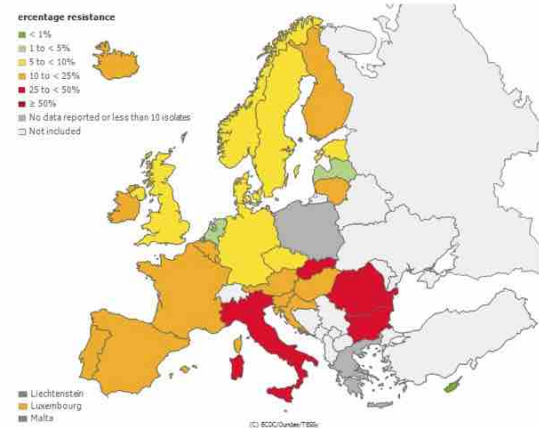 ercentage resistance
< 1%
1 to < 5%
5 to < 10%
10 to < 25%
25 to < 50%
≥ 50%
No data reported or less than 10 isolates
Not included
Liechtenstein
Luxembourg
Malta
(C) ECDC/Dundas/TESSy